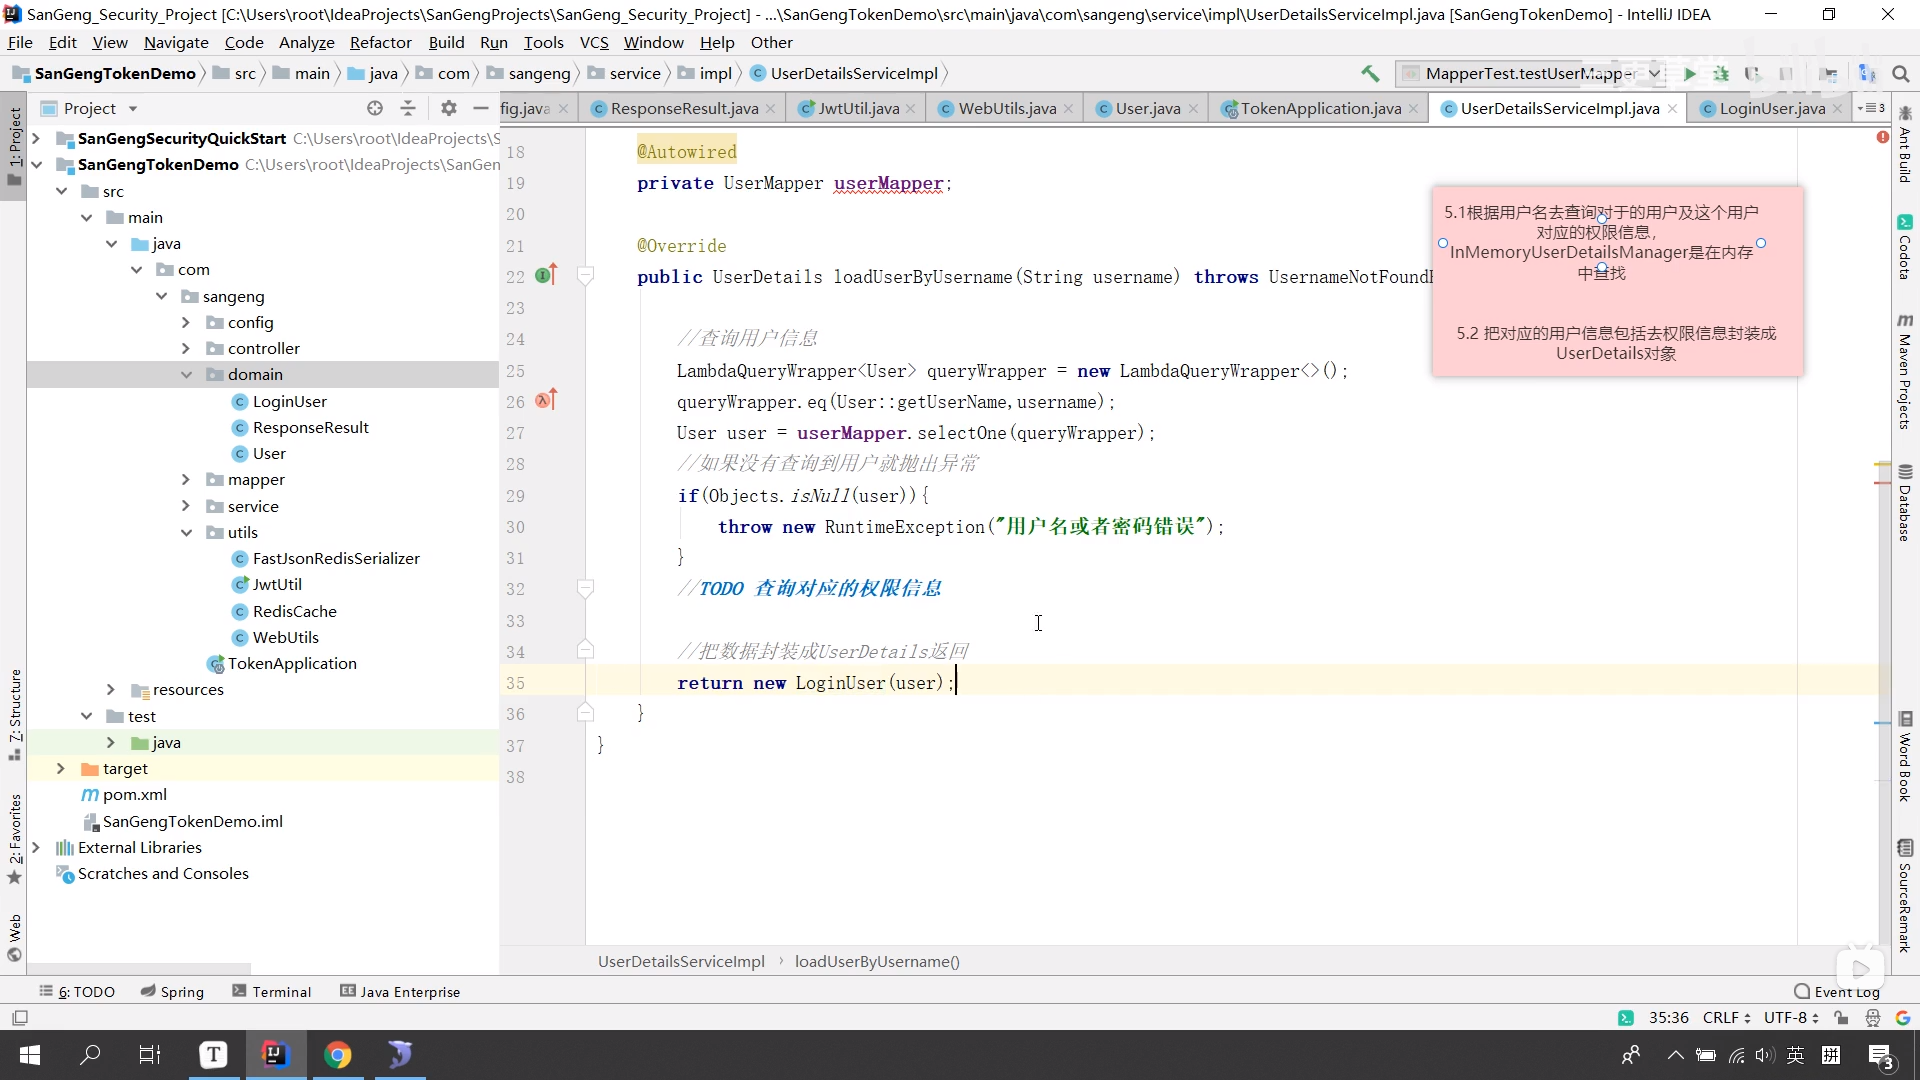 SanGeng_Security_Project [C:\Users\root\IdeaProjects\SanGengProjects\SanGeng_Security_Project] - ...\SanGengTokenDemo\src\main\java\com\sangeng\service\impl\UserDetailsServiceImpl.java [SanGengTokenDemo] - IntelliJ IDEA
File Edit View Navigate Code Analyze Refactor Build Run Tools VCS Window Help Other
SanGengTokenDemo src main java com sangeng service impl UserDetailsServiceImpl
MapperTest.testUserMapper
Project
fig.java ResponseResult.java JwtUtil.java WebUtils.java User.java TokenApplication.java UserDetailsServiceImpl.java LoginUser.java 3
1: Project
7: Structure
2: Favorites
Web
SanGengSecurityQuickStart C:\Users\root\IdeaProjects\S
SanGengTokenDemo C:\Users\root\IdeaProjects\SanGen
src
main
java
com
sangeng
config
controller
domain
LoginUser
ResponseResult
User
mapper
service
utils
FastJsonRedisSerializer
JwtUtil
RedisCache
WebUtils
TokenApplication
resources
test
java
target
pom.xml
SanGengTokenDemo.iml
External Libraries
Scratches and Consoles
18 @Autowired
19 private UserMapper userMapper;
20
21 @Override
22 public UserDetails loadUserByUsername(String username) throws UsernameNotFound
23
24 //查询用户信息
25 LambdaQueryWrapper<User> queryWrapper = new LambdaQueryWrapper<>();
26 queryWrapper.eq(User::getUserName,username);
27 User user = userMapper.selectOne(queryWrapper);
28 //如果没有查询到用户就抛出异常
29 if(Objects.isNull(user)){
30 throw new RuntimeException("用户名或者密码错误");
31 }
32 //TODO 查询对应的权限信息
33
34 //把数据封装成UserDetails返回
35 return new LoginUser(user);
36 }
37 }
38
5.1根据用户名去查询对于的用户及这个用户
对应的权限信息，
InMemoryUserDetailsManager是在内存
中查找
5.2 把对应的用户信息包括去权限信息封装成
UserDetails对象
Ant Build
Codota
Maven Projects
Database
Word Book
SourceRemark
UserDetailsServiceImpl › loadUserByUsername()
6: TODO Spring Terminal Java Enterprise Event Log
35:36 CRLF UTF-8
英 拼 3